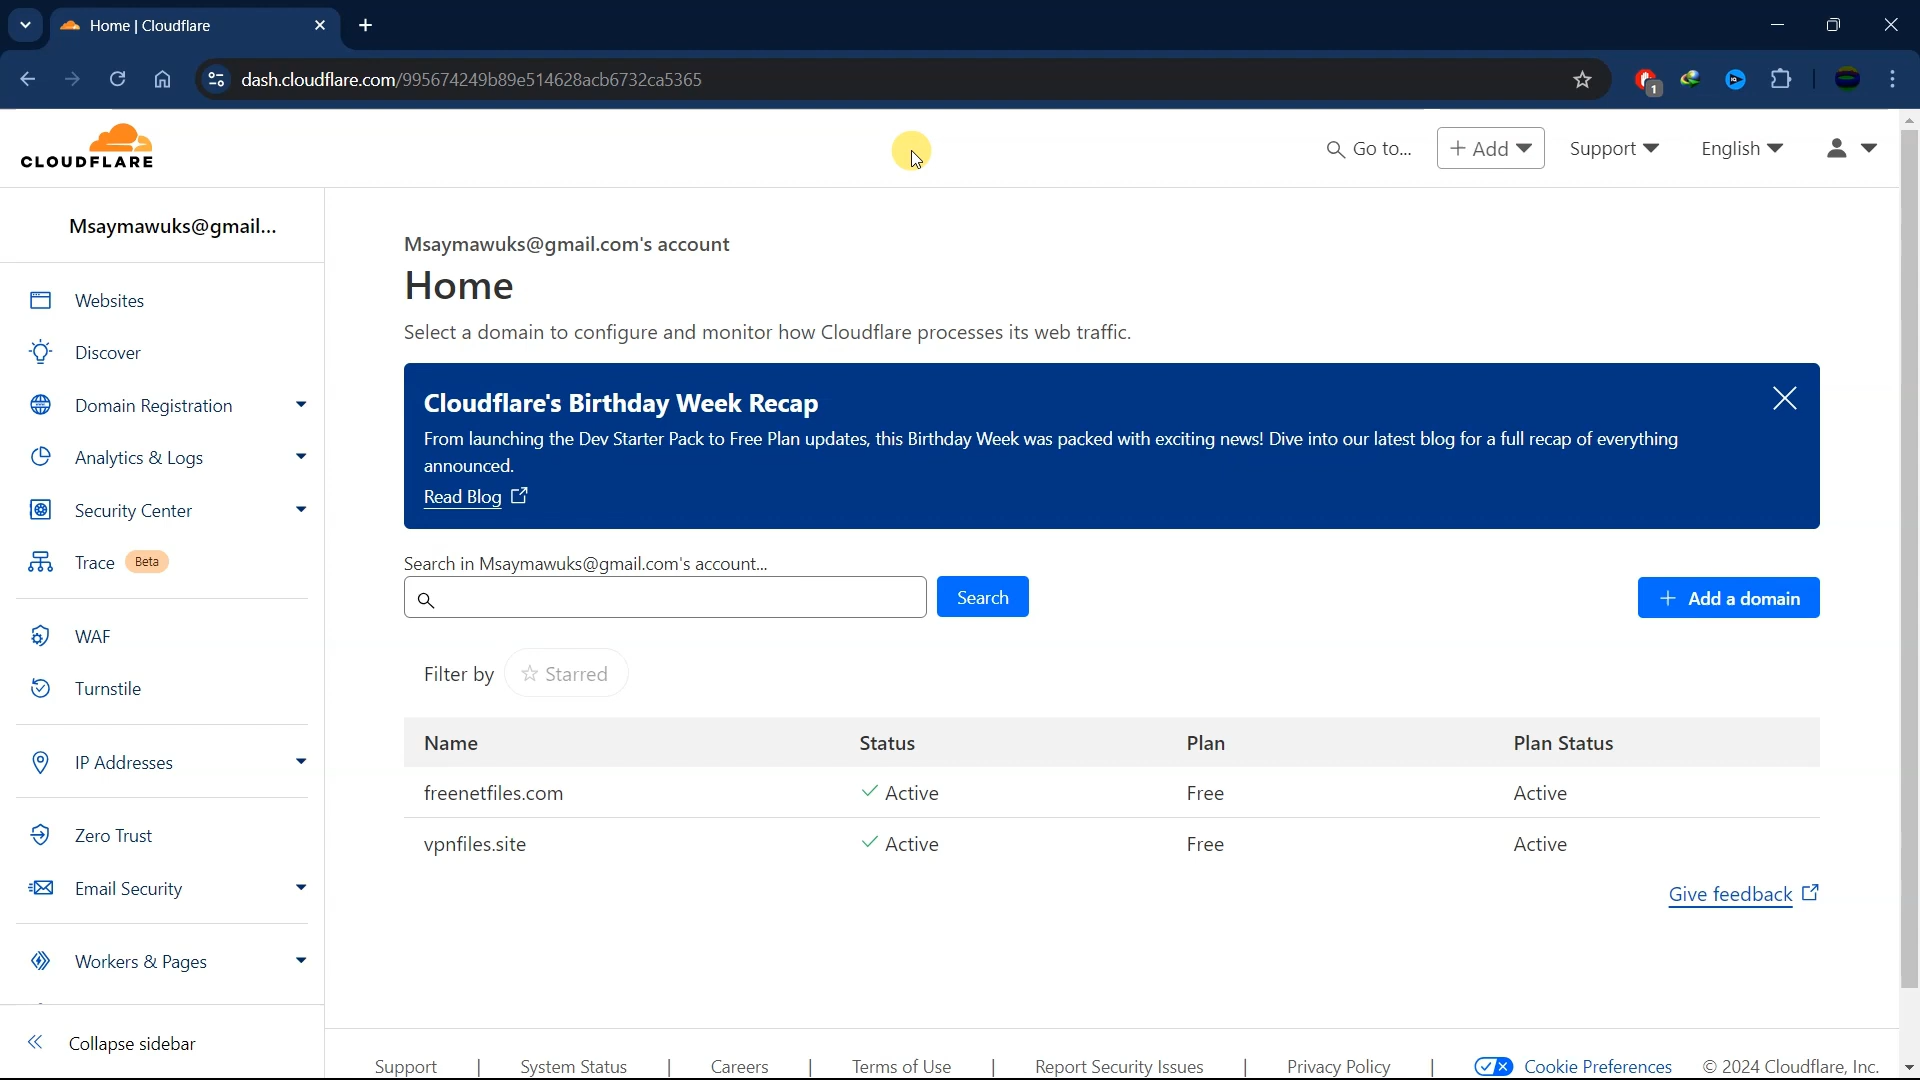 Home | Cloudflare
dash.cloudflare.com/995674249b89e514628acb6732ca5365
1
CLOUDFLARE
Go to...
+ Add
Support
English
Msaymawuks@gmail...
Websites
Discover
Domain Registration
Analytics & Logs
Security Center
Trace Beta
WAF
Turnstile
IP Addresses
Zero Trust
Email Security
Workers & Pages
Collapse sidebar
Msaymawuks@gmail.com's account
Home
Select a domain to configure and monitor how Cloudflare processes its web traffic.
Cloudflare's Birthday Week Recap
From launching the Dev Starter Pack to Free Plan updates, this Birthday Week was packed with exciting news! Dive into our latest blog for a full recap of everything
announced.
Read Blog
Search in Msaymawuks@gmail.com's account...
Search
+ Add a domain
Filter by Starred
Name Status Plan Plan Status
freenetfiles.com Active Free Active
vpnfiles.site Active Free Active
Give feedback
Support | System Status | Careers | Terms of Use | Report Security Issues | Privacy Policy | Cookie Preferences © 2024 Cloudflare, Inc.